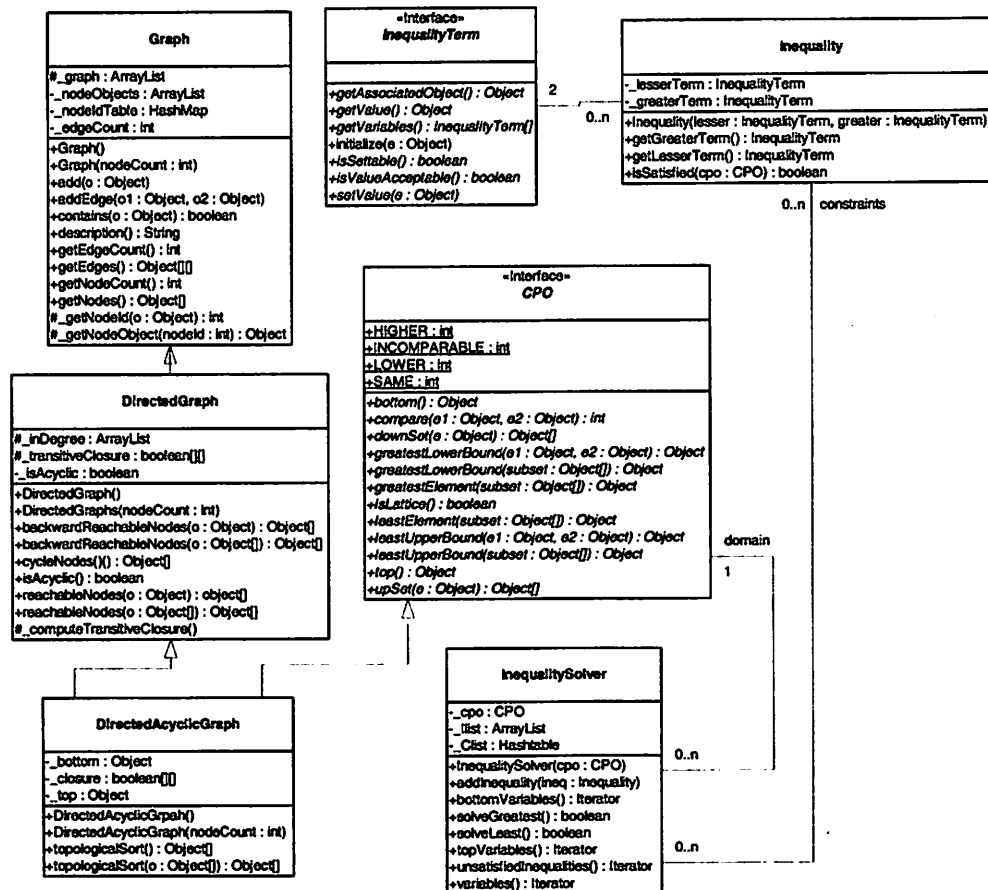 Graph
#_graph : ArrayList
-_nodeObjects : ArrayList
-_nodeIdTable : HashMap
-_edgeCount : int
+Graph()
+Graph(nodeCount : int)
+add(o : Object)
+addEdge(o1 : Object, o2 : Object)
+contains(o : Object) : boolean
+description() : String
+getEdgeCount() : int
+getEdges() : Object[][]
+getNodeCount() : int
+getNodes() : Object[]
#_getNodeId(o : Object) : int
#_getNodeObject(nodeId : int) : Object
«Interface»
InequalityTerm
+getAssociatedObject() : Object
+getValue() : Object
+getVariables() : InequalityTerm[]
+initialize(e : Object)
+isSettable() : boolean
+isValueAcceptable() : boolean
+setValue(e : Object)
2
0..n
Inequality
-_lesserTerm : InequalityTerm
-_greaterTerm : InequalityTerm
+Inequality(lesser : InequalityTerm, greater : InequalityTerm)
+getGreaterTerm() : InequalityTerm
+getLesserTerm() : InequalityTerm
+isSatisfied(cpo : CPO) : boolean
0..n constraints
«Interface»
CPO
+HIGHER : int
+INCOMPARABLE : int
+LOWER : int
+SAME : int
+bottom() : Object
+compare(e1 : Object, e2 : Object) : int
+downSet(e : Object) : Object[]
+greatestLowerBound(e1 : Object, e2 : Object) : Object
+greatestLowerBound(subset : Object[]) : Object
+greatestElement(subset : Object[]) : Object
+isLattice() : boolean
+leastElement(subset : Object[]) : Object
+leastUpperBound(e1 : Object, e2 : Object) : Object
+leastUpperBound(subset : Object[]) : Object
+top() : Object
+upSet(e : Object) : Object[]
domain
1
DirectedGraph
#_inDegree : ArrayList
#_transitiveClosure : boolean[][]
-_isAcyclic : boolean
+DirectedGraph()
+DirectedGraphs(nodeCount : int)
+backwardReachableNodes(o : Object) : Object[]
+backwardReachableNodes(o : Object[]) : Object[]
+cycleNodes()() : Object[]
+isAcyclic() : boolean
+reachableNodes(o : Object) : object[]
+reachableNodes(o : Object[]) : Object[]
#_computeTransitiveClosure()
DirectedAcyclicGraph
-_bottom : Object
-_closure : boolean[][]
-_top : Object
+DirectedAcyclicGrpah()
+DirectedAcyclicGraph(nodeCount : int)
+topologicalSort() : Object[]
+topologicalSort(o : Object[]) : Object[]
InequalitySolver
-_cpo : CPO
-_Ilist : ArrayList
-_Clist : Hashtable
+InequalitySolver(cpo : CPO)
+addInequality(ineq : Inequality)
+bottomVariables() : Iterator
+solveGreatest() : boolean
+solveLeast() : boolean
+topVariables() : Iterator
+unsatisfiedInequalities() : Iterator
+variables() : Iterator
0..n
0..n